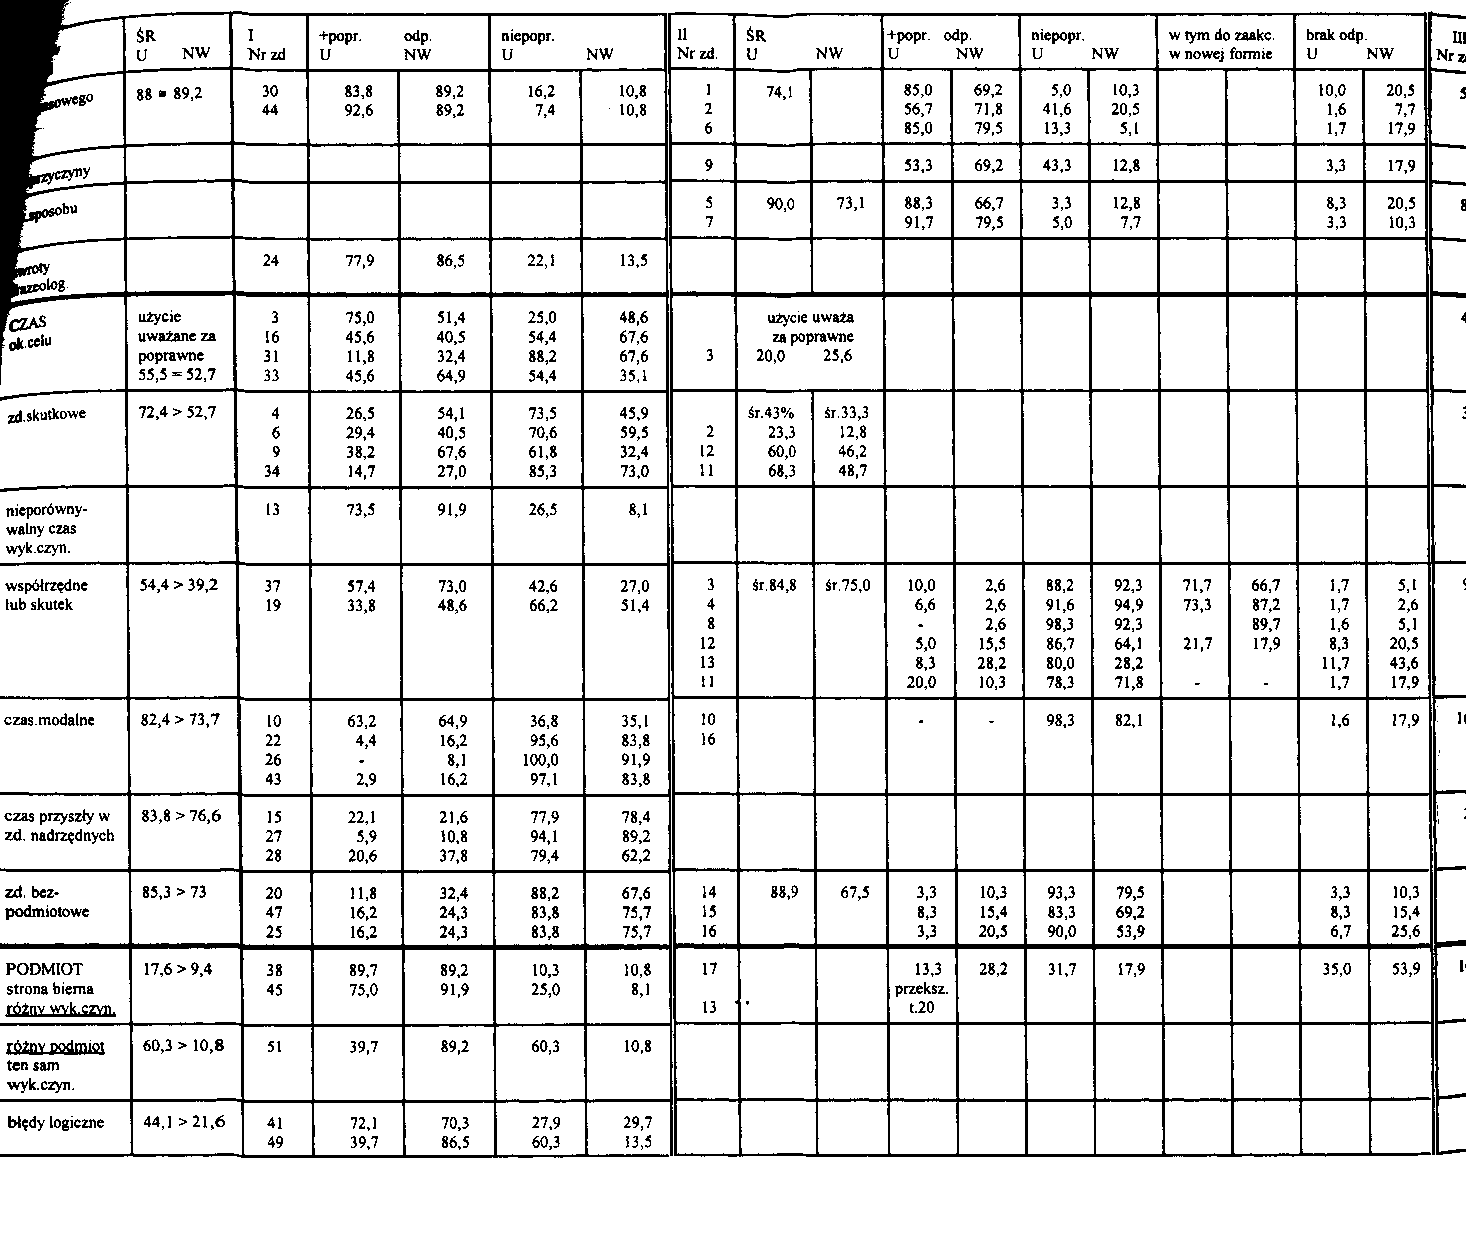 ŚR I +popr. odp. niepopr. II ŚR +popr. odp. niepopr. w tym do zaakc. brak odp. III
U NW Nr zd U NW U NW Nr zd. U NW U NW U NW w nowej formie U NW Nr
88 = 89,2 30 83,8 89,2 16,2 10,8 1 74,1 85,0 69,2 5,0 10,3 10,0 20,5 5
sowego 44 92,6 89,2 7,4 10,8 2 56,7 71,8 41,6 20,5 1,6 7,7
6 85,0 79,5 13,3 5,1 1,7 17,9
yczyny 9 53,3 69,2 43,3 12,8 3,3 17,9
sposobu 5 90,0 73,1 88,3 66,7 3,3 12,8 8,3 20,5 8
7 91,7 79,5 5,0 7,7 3,3 10,3
wroty 24 77,9 86,5 22,1 13,5
azeolog.
CZAS użycie 3 75,0 51,4 25,0 48,6 użycie uważa 4
ok.celu uważane za 16 45,6 40,5 54,4 67,6 za poprawne
poprawne 31 11,8 32,4 88,2 67,6 3 20,0 25,6
55,5 = 52,7 33 45,6 64,9 54,4 35,1
zd.skutkowe 72,4 > 52,7 4 26,5 54,1 73,5 45,9 śr.43% śr.33,3 3
6 29,4 40,5 70,6 59,5 2 23,3 12,8
9 38,2 67,6 61,8 32,4 12 60,0 46,2
34 14,7 27,0 85,3 73,0 11 68,3 48,7
nieporówny- 13 73,5 91,9 26,5 8,1
walny czas
wyk.czyn.
współrzędne 54,4 > 39,2 37 57,4 73,0 42,6 27,0 3 śr.84,8 śr.75,0 10,0 2,6 88,2 92,3 71,7 66,7 1,7 5,1 9
lub skutek 19 33,8 48,6 66,2 51,4 4 6,6 2,6 91,6 94,9 73,3 87,2 1,7 2,6
8 - 2,6 98,3 92,3 89,7 1,6 5,1
12 5,0 15,5 86,7 64,1 21,7 17,9 8,3 20,5
13 8,3 28,2 80,0 28,2 11,7 43,6
11 20,0 10,3 78,3 71,8 - - 1,7 17,9
czas.modalne 82,4 > 73,7 10 63,2 64,9 36,8 35,1 10 - - 98,3 82,1 1,6 17,9
22 4,4 16,2 95,6 83,8 16
26 - 8,1 100,0 91,9
43 2,9 16,2 97,1 83,8
czas przyszły w 83,8 > 76,6 15 22,1 21,6 77,9 78,4
zd. nadrzędnych 27 5,9 10,8 94,1 89,2
28 20,6 37,8 79,4 62,2
zd. bez- 85,3 > 73 20 11,8 32,4 88,2 67,6 14 88,9 67,5 3,3 10,3 93,3 79,5 3,3 10,3
podmiotowe 47 16,2 24,3 83,8 75,7 15 8,3 15,4 83,3 69,2 8,3 15,4
25 16,2 24,3 83,8 75,7 16 3,3 20,5 90,0 53,9 6,7 25,6
PODMIOT 17,6 > 9,4 38 89,7 89,2 10,3 10,8 17 13,3 28,2 31,7 17,9 35,0 53,9
strona bierna 45 75,0 91,9 25,0 8,1 przeksz.
różny wyk.czyn. 13 t.20
różny podmiot 60,3 > 10,8 51 39,7 89,2 60,3 10,8
ten sam
wyk.czyn.
błędy logiczne 44,1 > 21,6 41 72,1 70,3 27,9 29,7
49 39,7 86,5 60,3 13,5